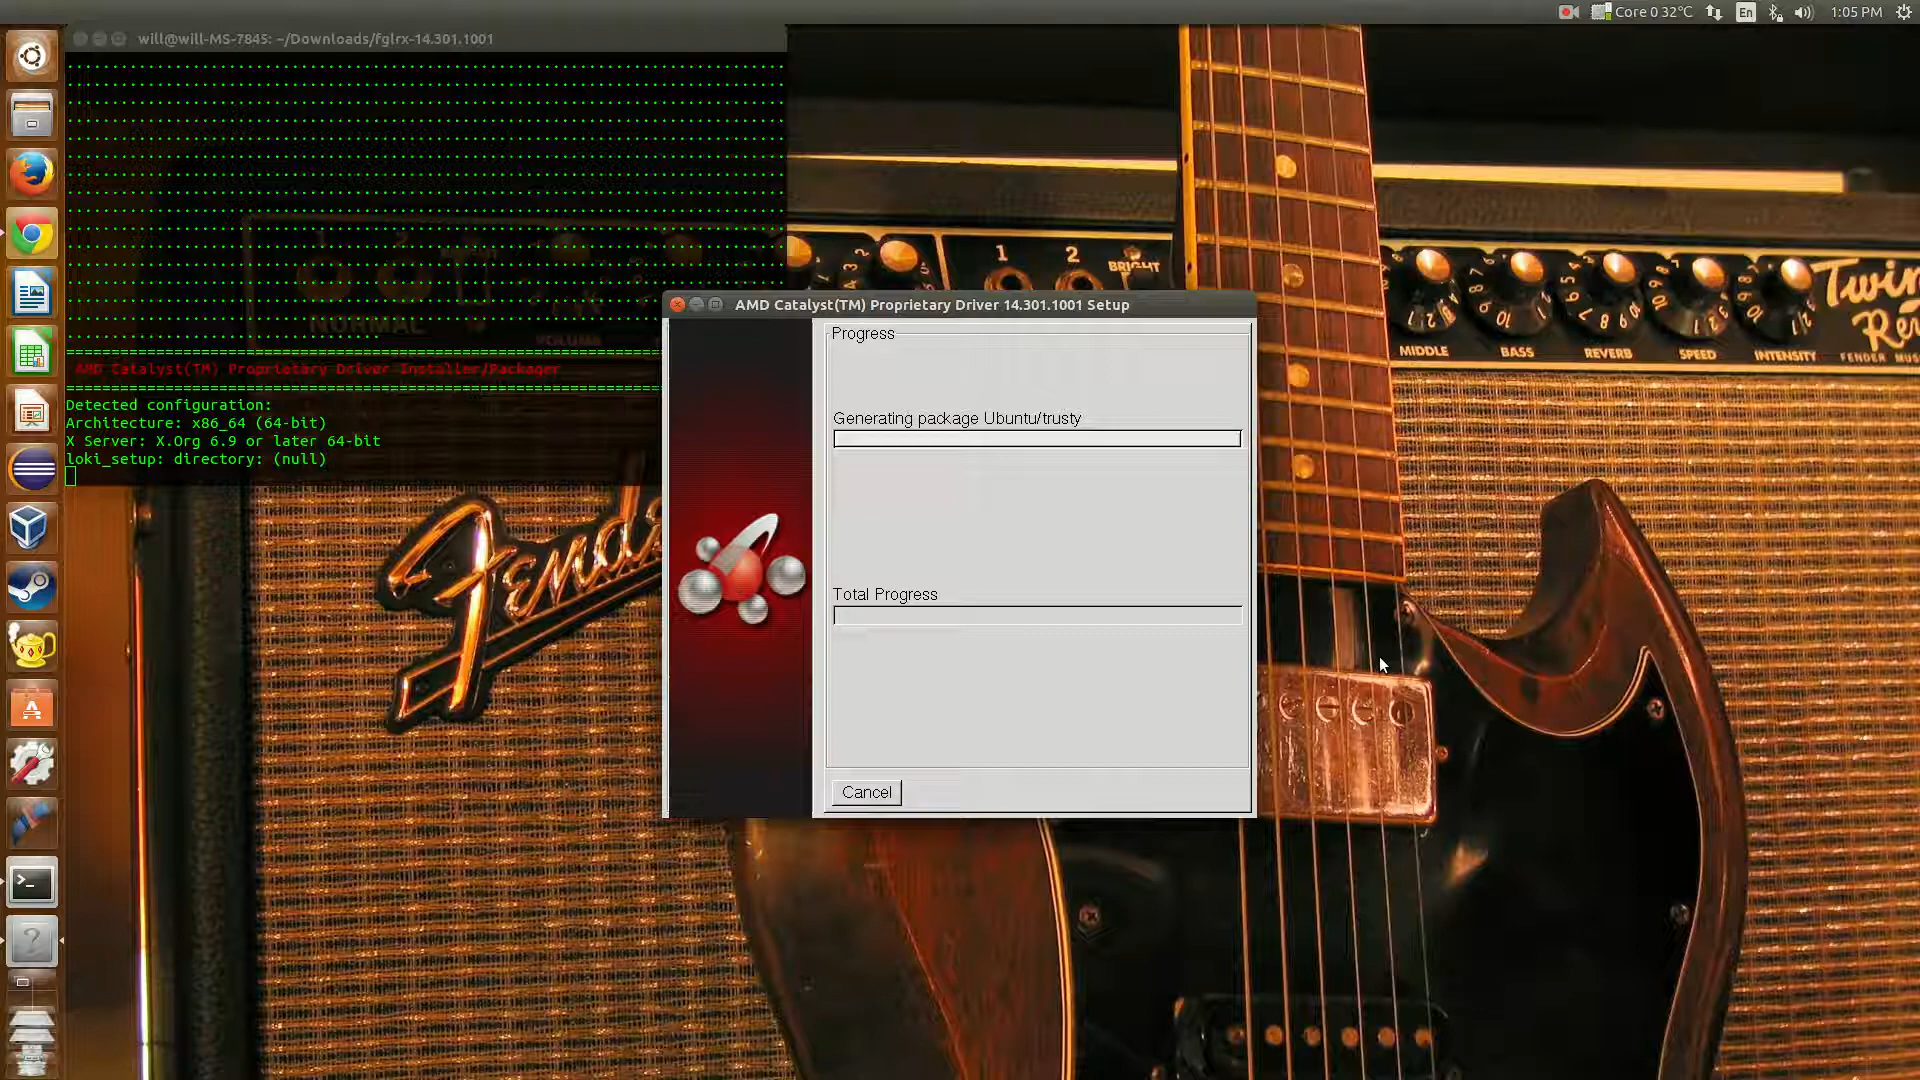 Core 0 32°C
En
1:05 PM
will@will-MS-7845: ~/Downloads/fglrx-14.301.1001
AMD Catalyst(TM) Proprietary Driver Installer/Packager
Detected configuration:
Architecture: x86_64 (64-bit)
X Server: X.Org 6.9 or later 64-bit
loki_setup: directory: (null)
AMD Catalyst(TM) Proprietary Driver 14.301.1001 Setup
Progress
Generating package Ubuntu/trusty
Total Progress
Cancel
1 2
BRIGHT
NORMAL
VOLUME
MIDDLE BASS REVERB SPEED INTENSITY
Twin
FENDER